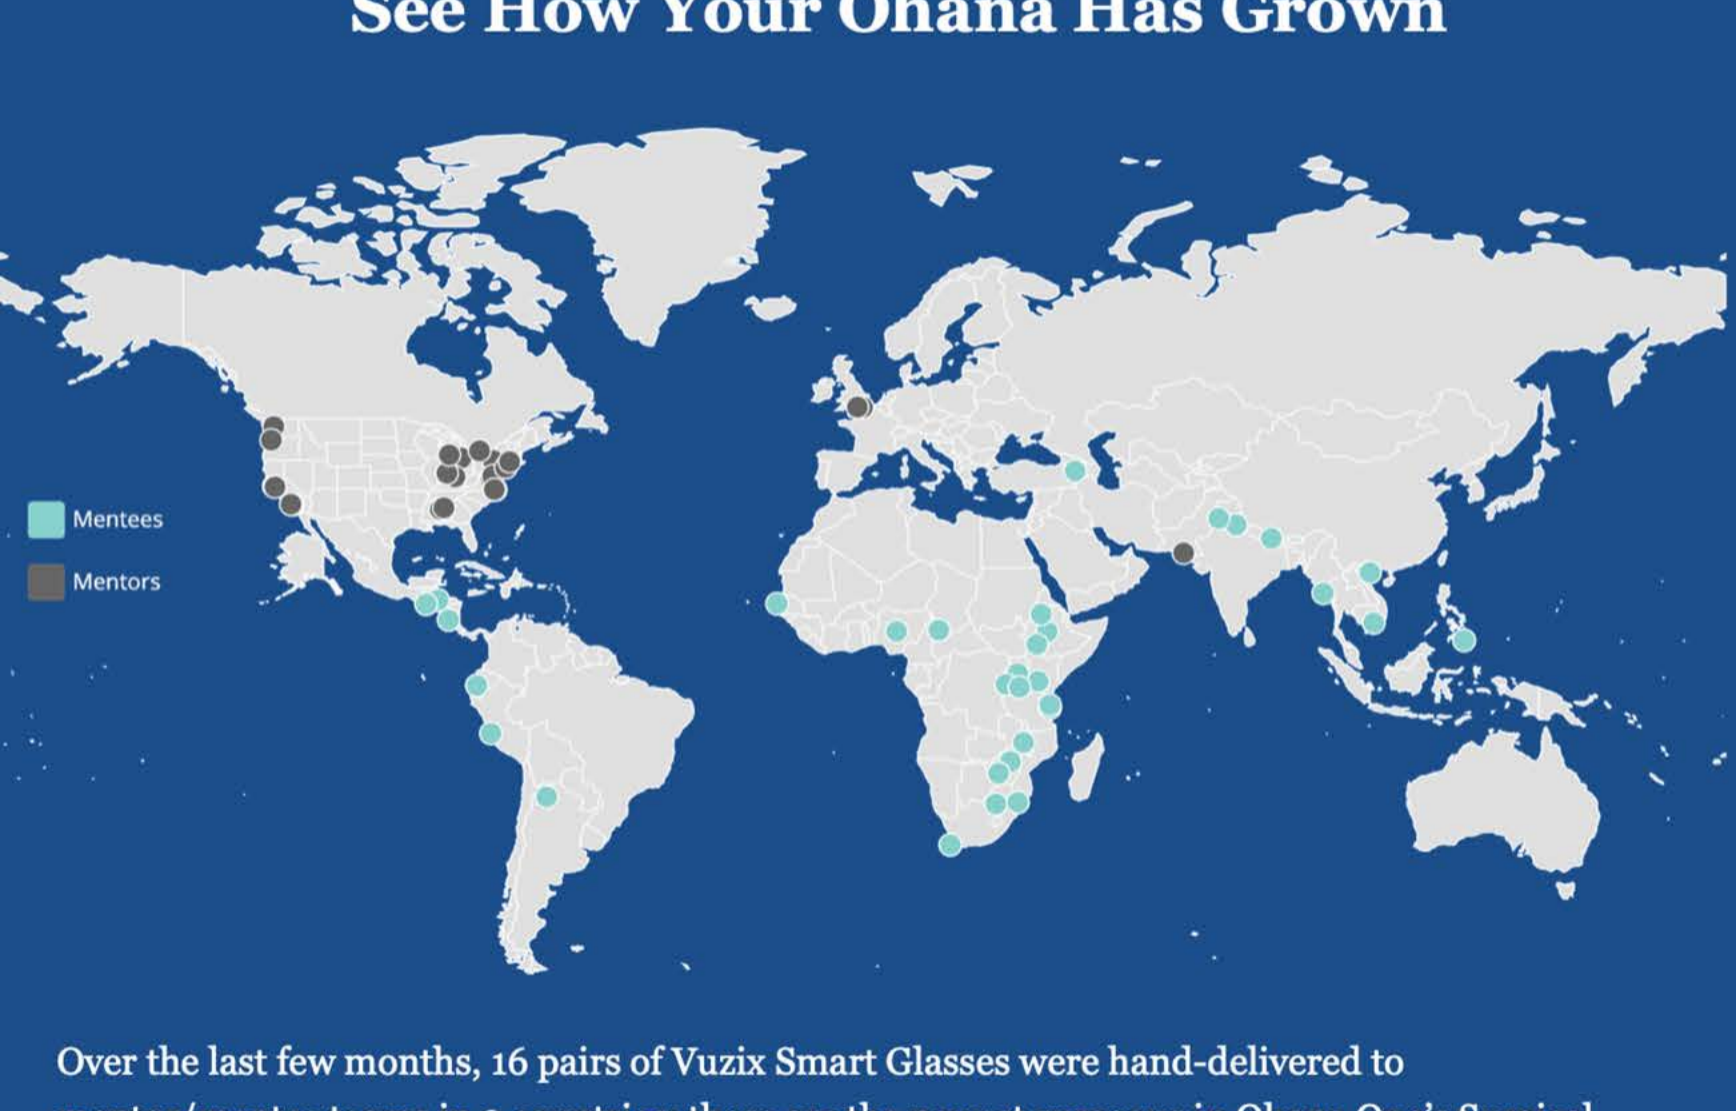 See How Your Ohana Has Grown
Mentees
Mentors
Over the last few months, 16 pairs of Vuzix Smart Glasses were hand-delivered to